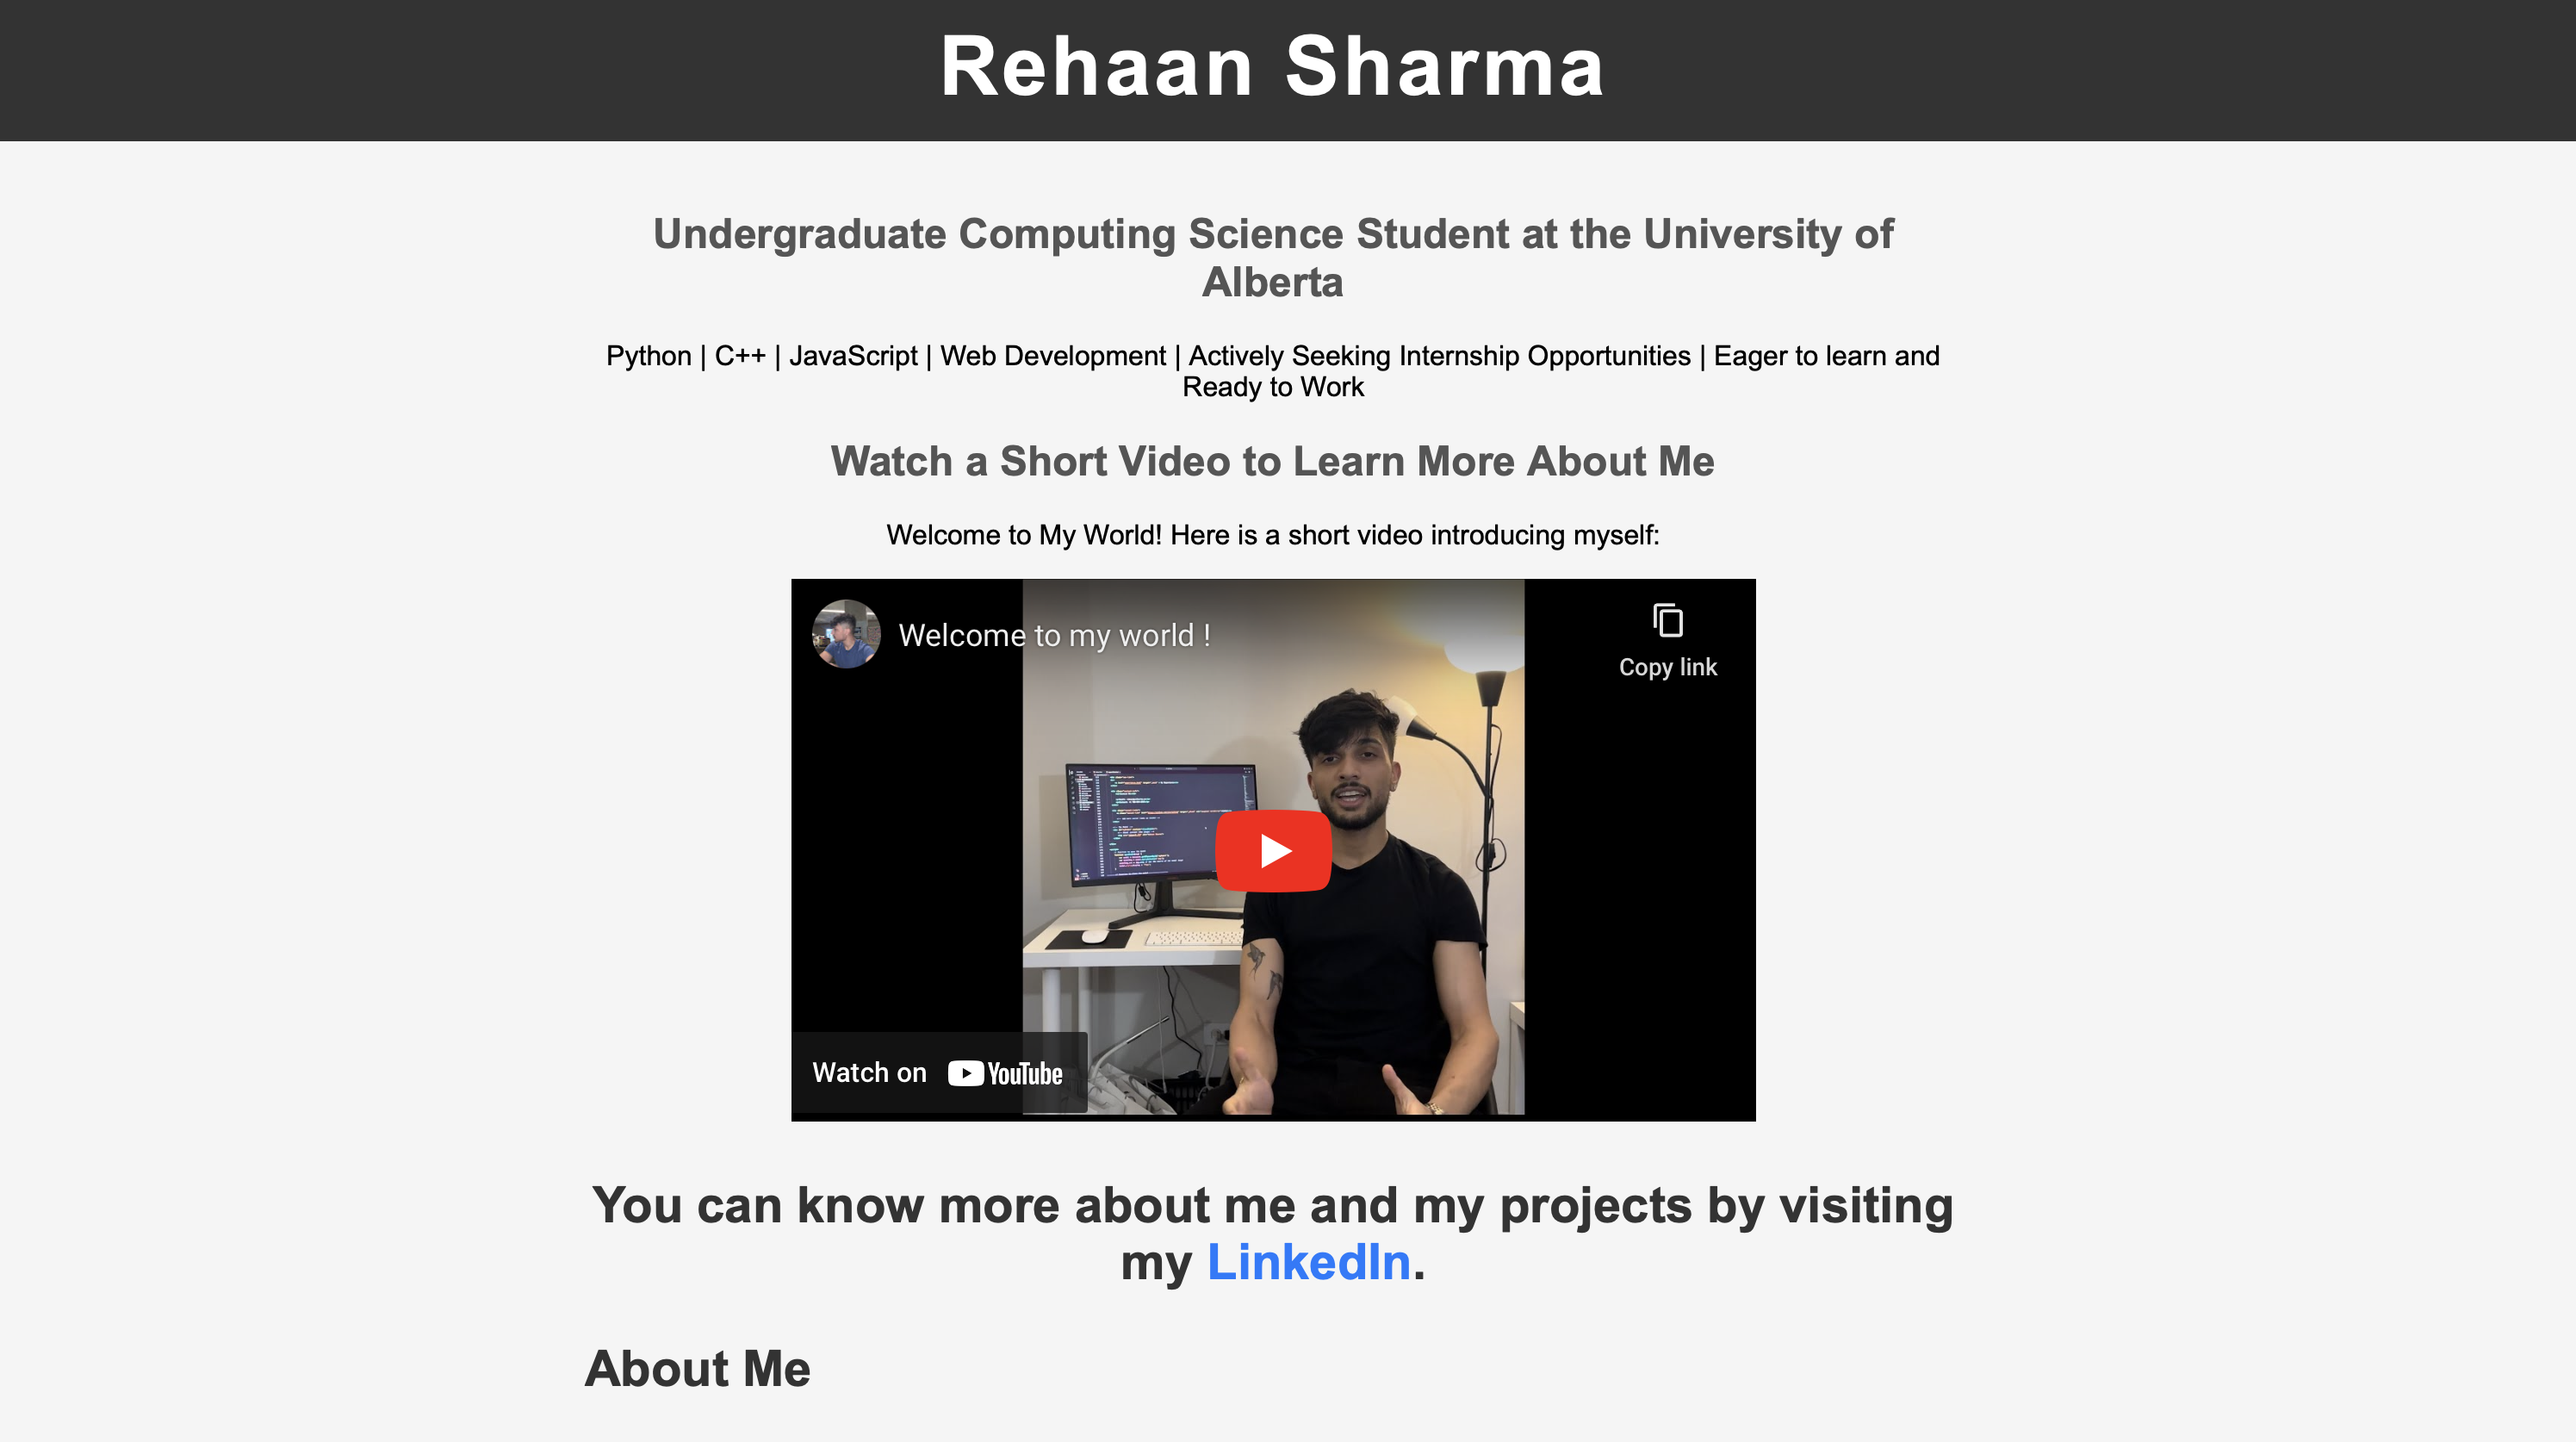 Rehaan Sharma
Undergraduate Computing Science Student at the University of
Alberta
Python | C++ | JavaScript | Web Development | Actively Seeking Internship Opportunities | Eager to learn and
Ready to Work
Watch a Short Video to Learn More About Me
Welcome to My World! Here is a short video introducing myself:
Welcome to my world !
Copy link
Watch on YouTube
You can know more about me and my projects by visiting
my LinkedIn.
About Me